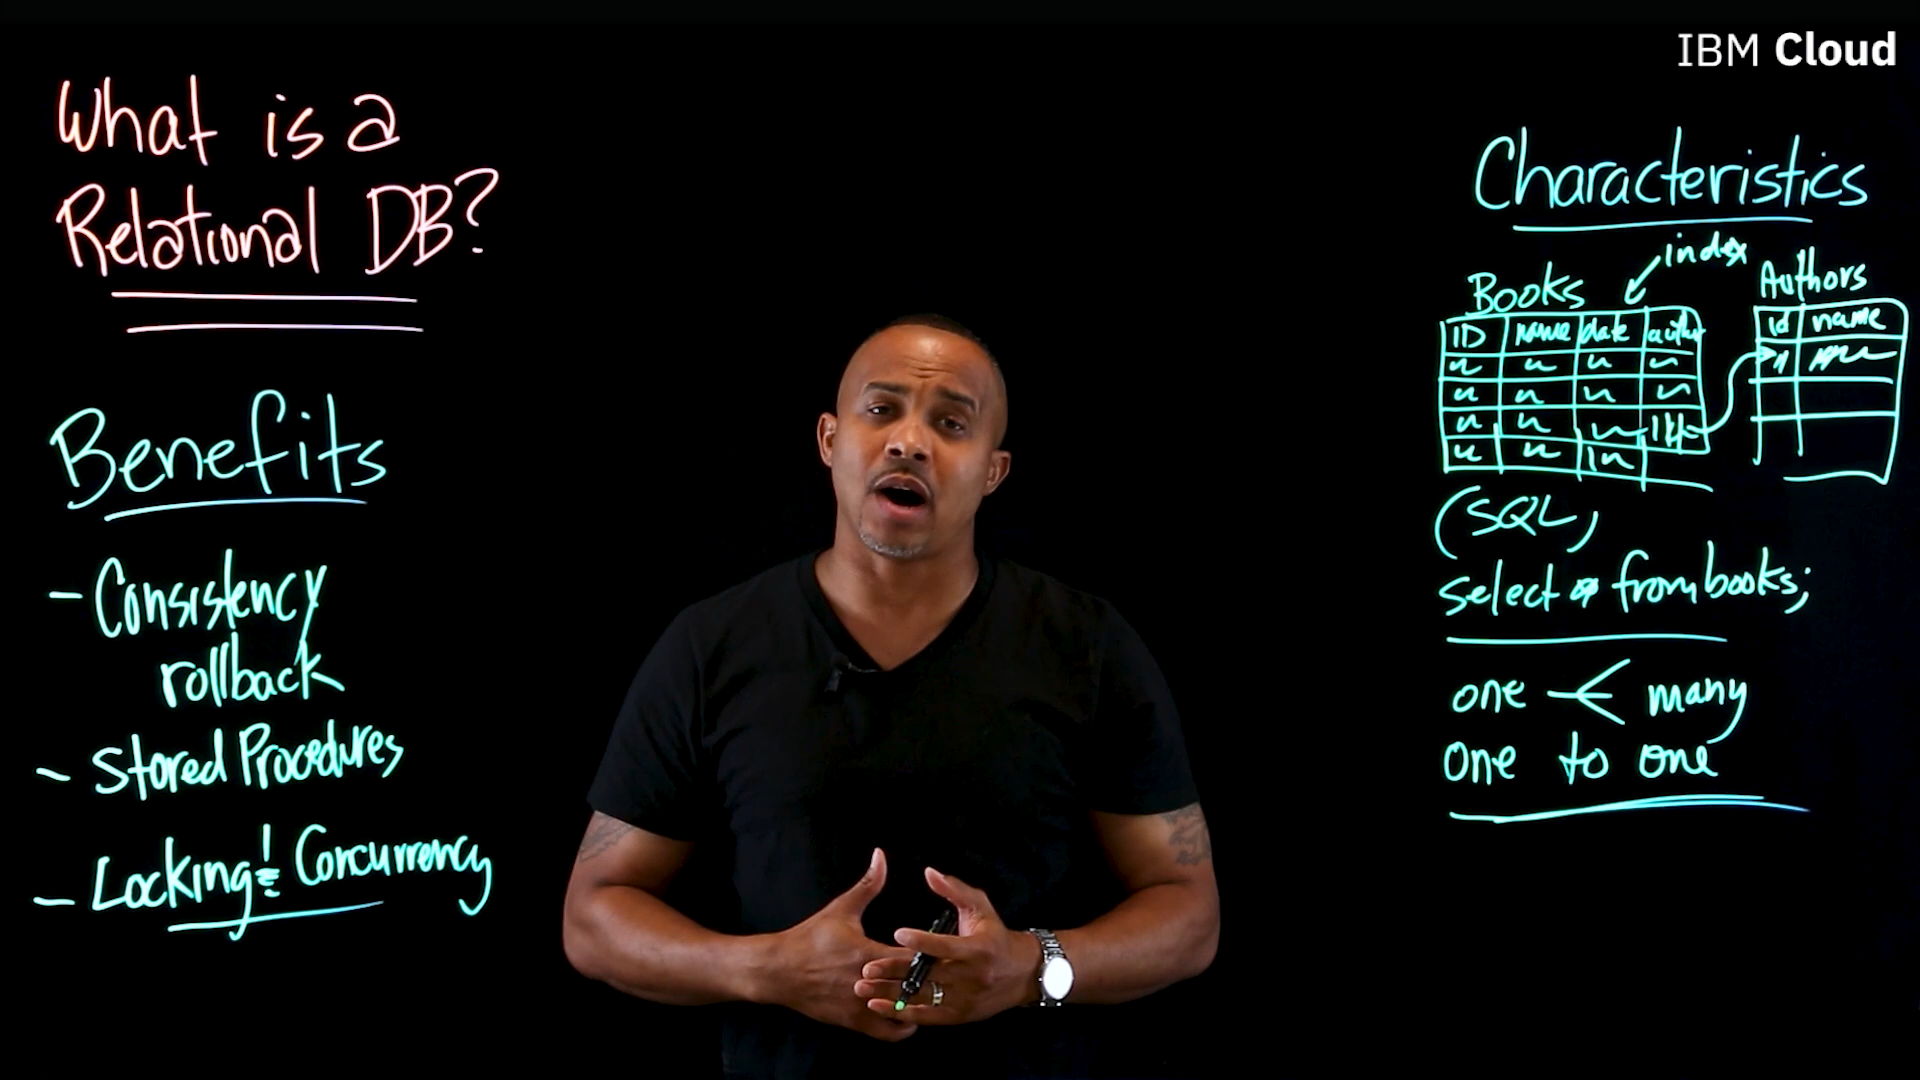 IBM Cloud
What is a
Relational DB?
Benefits
- Consistency
rollback
- Stored Procedures
- Locking & Concurrency
Characteristics
index
Books
ID name date author
Authors
id name
(SQL)
select * from books;
one many
one to one